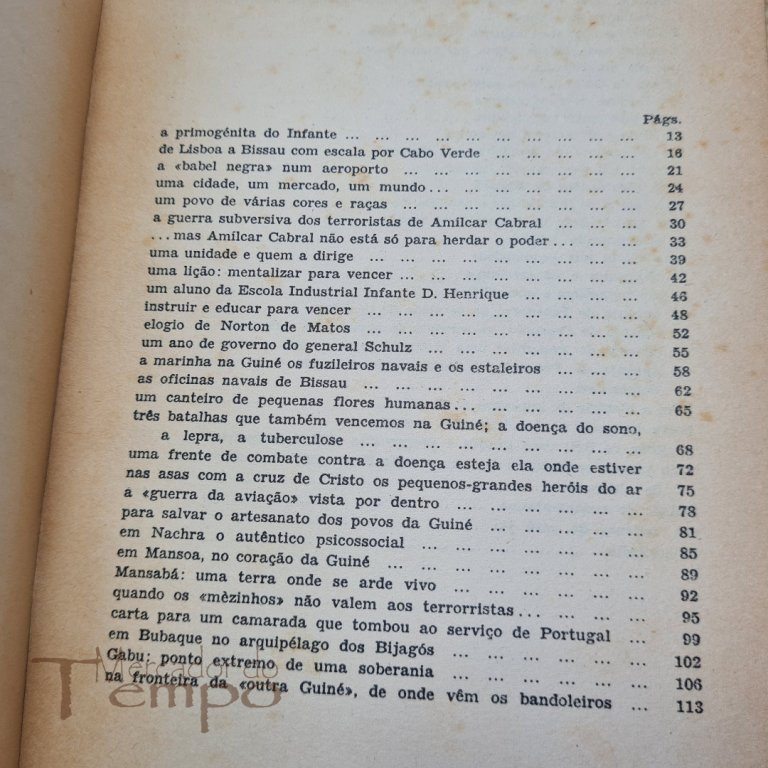 Págs.
a primogénita do Infante ... ... ... ... ... ... ... ... ... ... 13
de Lisboa a Bissau com escala por Cabo Verde ... ... ... ... ... 16
a «babel negra» num aeroporto ... ... ... ... ... ... ... ... 21
uma cidade, um mercado, um mundo ... ... ... ... ... ... ... 24
um povo de várias cores e raças ... ... ... ... ... ... ... ... 27
a guerra subversiva dos terroristas de Amílcar Cabral ... ... ... 30
...mas Amílcar Cabral não está só para herdar o poder ... ... ... 33
uma unidade e quem a dirige ... ... ... ... ... ... ... ... ... 39
uma lição: mentalizar para vencer ... ... ... ... ... ... ... ... 42
um aluno da Escola Industrial Infante D. Henrique ... ... ... ... 46
instruir e educar para vencer ... ... ... ... ... ... ... ... ... 48
elogio de Norton de Matos ... ... ... ... ... ... ... ... ... 52
um ano de governo do general Schulz ... ... ... ... ... ... ... 55
a marinha na Guiné os fuzileiros navais e os estaleiros ... ... ... 58
as oficinas navais de Bissau ... ... ... ... ... ... ... ... ... 62
um canteiro de pequenas flores humanas ... ... ... ... ... ... 65
três batalhas que também vencemos na Guiné; a doença do sono,
a lepra, a tuberculose ... ... ... ... ... ... ... ... ... 68
uma frente de combate contra a doença esteja ela onde estiver 72
nas asas com a cruz de Cristo os pequenos-grandes heróis do ar 75
a «guerra da aviação» vista por dentro ... ... ... ... ... ... 78
para salvar o artesanato dos povos da Guiné ... ... ... ... ... 81
em Nachra o autêntico psicossocial ... ... ... ... ... ... ... 85
em Mansoa, no coração da Guiné ... ... ... ... ... ... ... ... 89
Mansabá: uma terra onde se arde vivo ... ... ... ... ... ... 92
quando os «mèzinhos» não valem aos terrorristas ... ... ... ... 95
carta para um camarada que tombou ao serviço de Portugal ... ... 99
em Bubaque no arquipélago dos Bijagós ... ... ... ... ... ... 102
Gabu: ponto extremo de uma soberania ... ... ... ... ... ... 106
na fronteira da «outra Guiné», de onde vêm os bandoleiros ... 113
Mercador do
Tempo